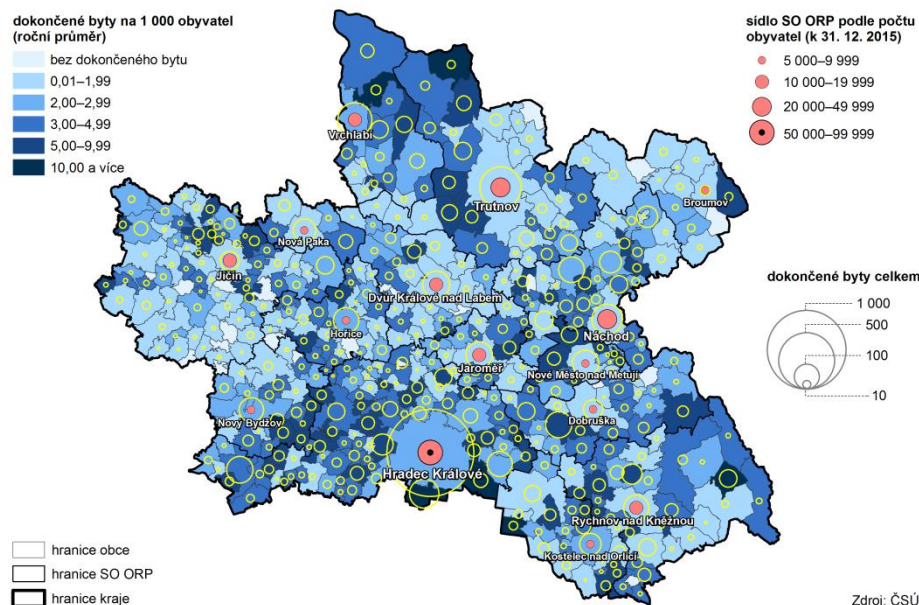 dokončené byty na 1 000 obyvatel
(roční průměr)
bez dokončeného bytu
0,01–1,99
2,00–2,99
3,00–4,99
5,00–9,99
10,00 a více
sídlo SO ORP podle počtu
obyvatel (k 31. 12. 2015)
5 000–9 999
10 000–19 999
20 000–49 999
50 000–99 999
Vrchlabí
Trutnov
Broumov
Nová Paka
Jičín
Dvůr Králové nad Labem
Hořice
Náchod
Jaroměř
Nové Město nad Metují
Nový Bydžov
Dobruška
Hradec Králové
Rychnov nad Kněžnou
Kostelec nad Orlicí
dokončené byty celkem
1 000
500
100
10
hranice obce
hranice SO ORP
hranice kraje
Zdroj: ČSÚ